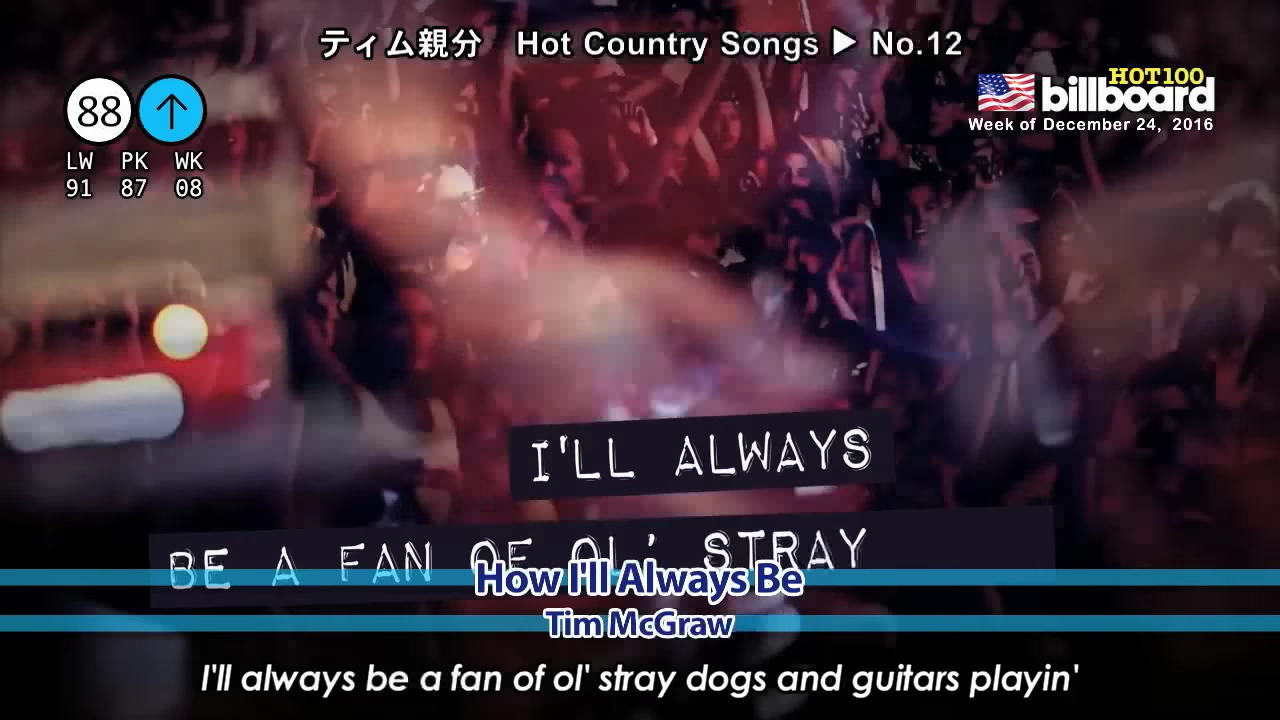 ティム親分 Hot Country Songs ▶ No.12
88 ↑
LW PK WK
91 87 08
HOT100
billboard
Week of December 24, 2016
I'LL ALWAYS
BE A FAN OF OL' STRAY
How I'll Always Be
Tim McGraw
I'll always be a fan of ol' stray dogs and guitars playin'